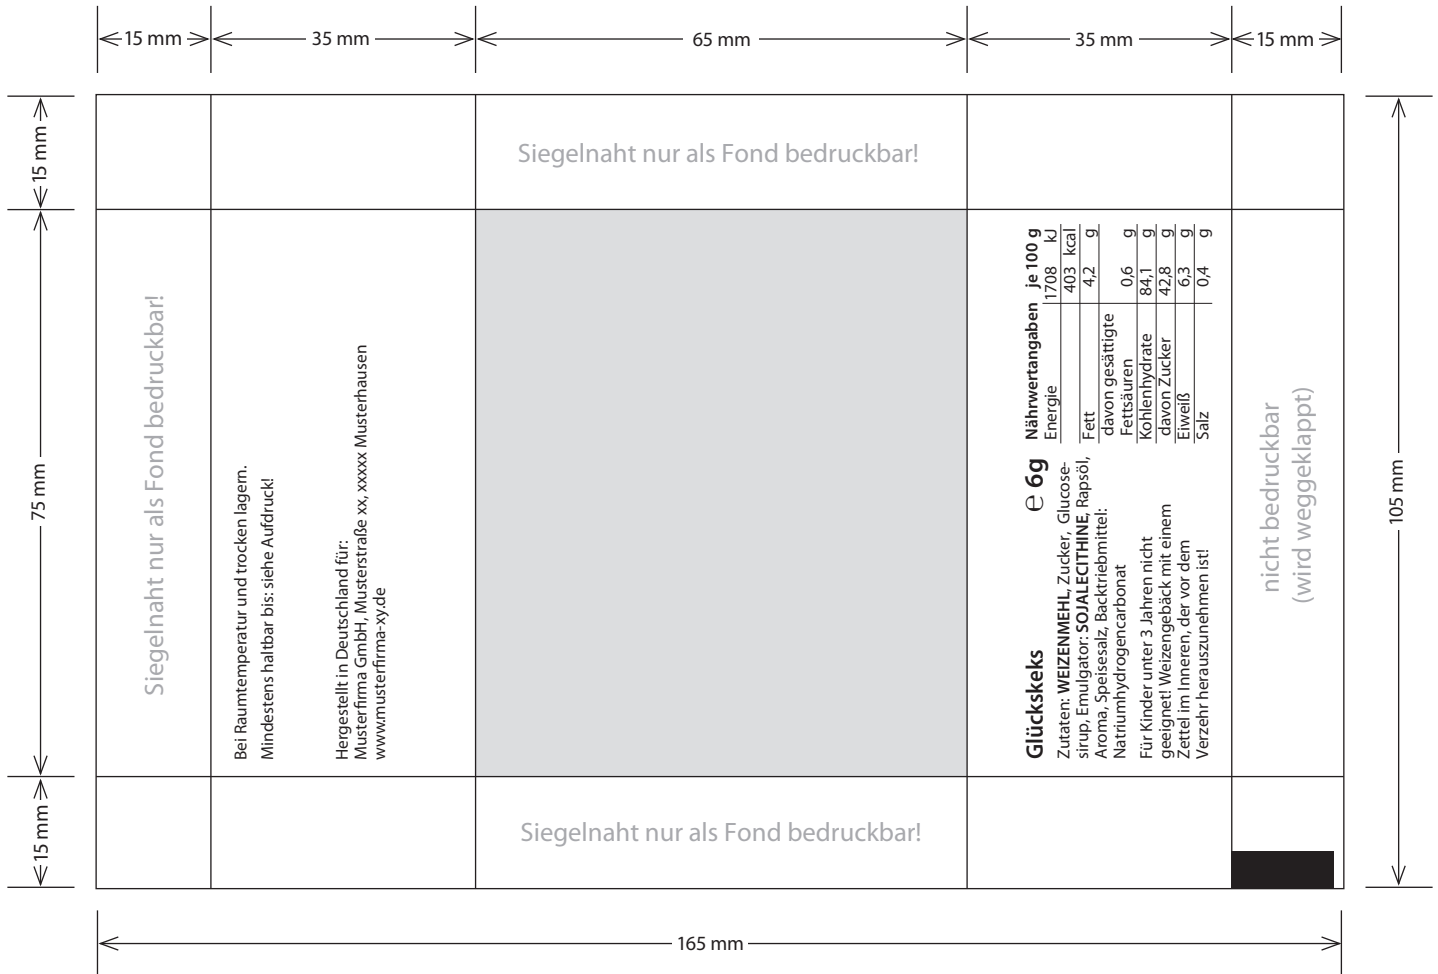 15 mm
35 mm
65 mm
35 mm
15 mm
15 mm
75 mm
15 mm
105 mm
165 mm
Siegelnaht nur als Fond bedruckbar!
Siegelnaht nur als Fond bedruckbar!
Bei Raumtemperatur und trocken lagern.
Mindestens haltbar bis: siehe Aufdruck!
Hergestellt in Deutschland für:
Musterfirma GmbH, Musterstraße xx, xxxxx Musterhausen
www.musterfirma-xy.de
Glückskeks ℮ 6g
Zutaten: WEIZENMEHL, Zucker, Glucose-
sirup, Emulgator: SOJALECITHINE, Rapsöl,
Aroma, Speisesalz, Backtriebmittel:
Natriumhydrogencarbonat
Für Kinder unter 3 Jahren nicht
geeignet! Weizengebäck mit einem
Zettel im Inneren, der vor dem
Verzehr herauszunehmen ist!
Nährwertangaben je 100 g
Energie 1708 kJ
403 kcal
Fett 4,2 g
davon gesättigte
Fettsäuren 0,6 g
Kohlenhydrate 84,1 g
davon Zucker 42,8 g
Eiweiß 6,3 g
Salz 0,4 g
nicht bedruckbar
(wird weggeklappt)
Siegelnaht nur als Fond bedruckbar!